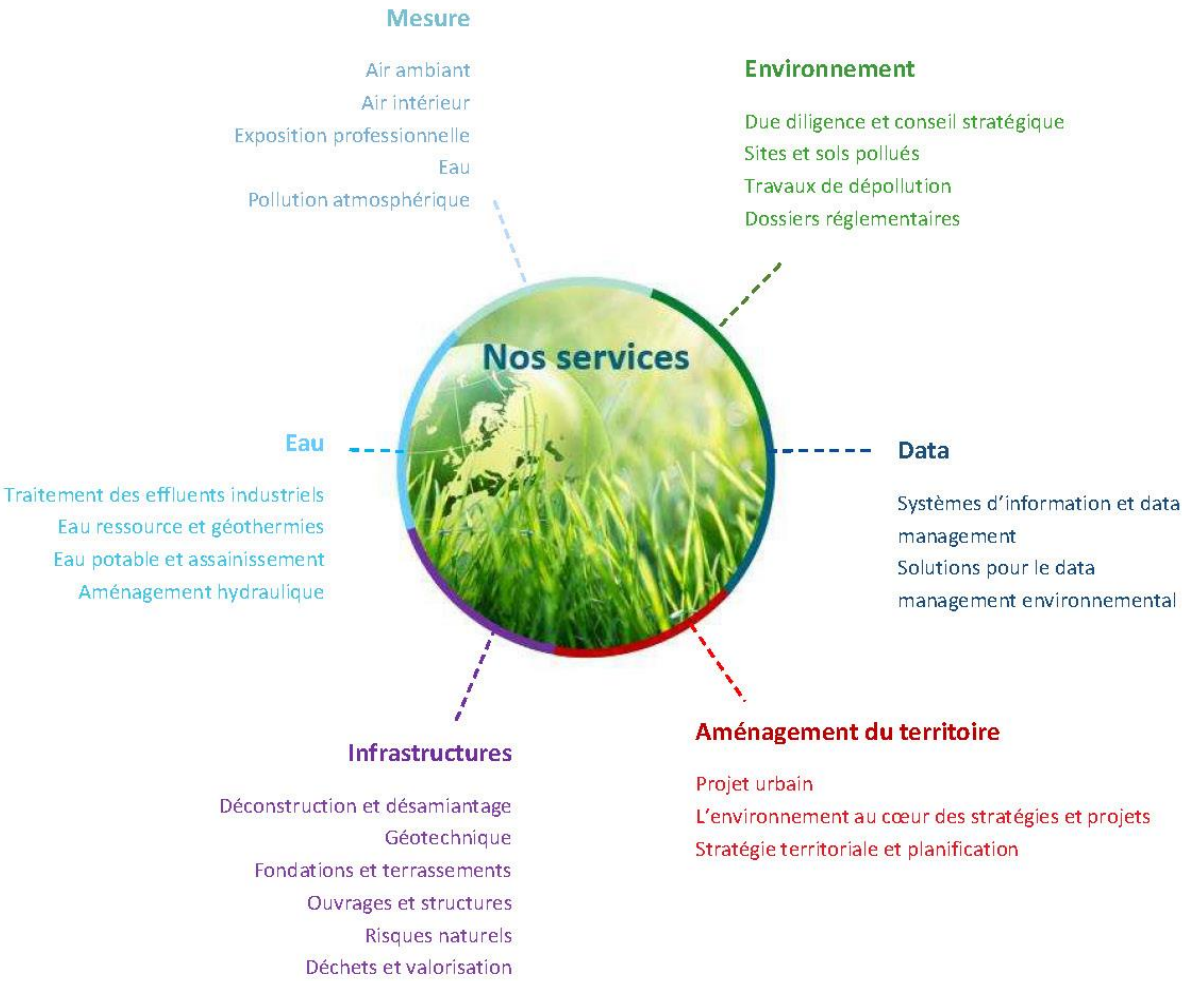 Mesure
Air ambiant
Air intérieur
Exposition professionnelle
Eau
Pollution atmosphérique
Environnement
Due diligence et conseil stratégique
Sites et sols pollués
Travaux de dépollution
Dossiers réglementaires
Nos services
Eau
Traitement des effluents industriels
Eau ressource et géothermies
Eau potable et assainissement
Aménagement hydraulique
Data
Systèmes d’information et data
management
Solutions pour le data
management environnemental
Infrastructures
Déconstruction et désamiantage
Géotechnique
Fondations et terrassements
Ouvrages et structures
Risques naturels
Déchets et valorisation
Aménagement du territoire
Projet urbain
L’environnement au cœur des stratégies et projets
Stratégie territoriale et planification